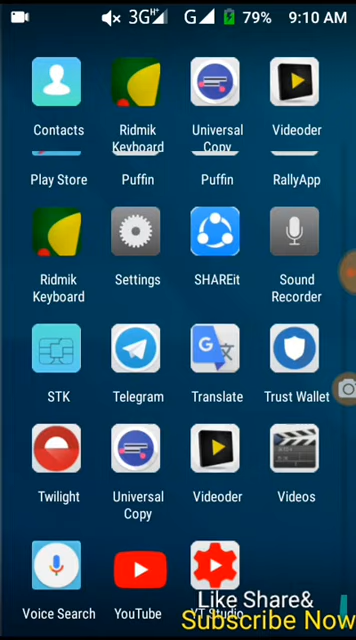 3G H+ G 79% 9:10 AM
Contacts Ridmik Keyboard Universal Copy Videoder
Play Store Puffin Puffin RallyApp
Ridmik Keyboard Settings SHAREit Sound Recorder
STK Telegram Translate Trust Wallet
Twilight Universal Copy Videoder Videos
Voice Search YouTube YT Studio
Like Share&
Subscribe Now